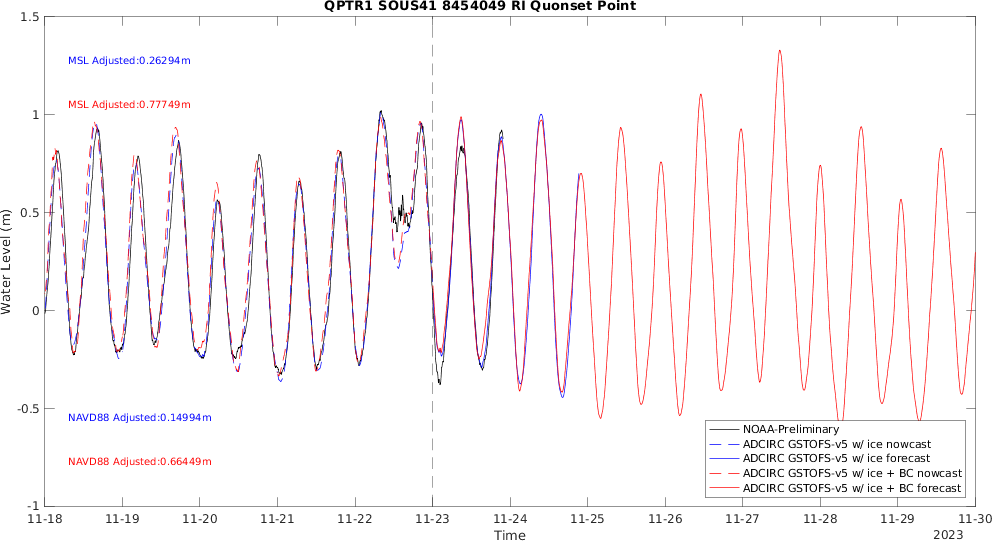 QPTR1 SOUS41 8454049 RI Quonset Point
1.5
1
0.5
0
-0.5
-1
Water Level (m)
MSL Adjusted:0.26294m
MSL Adjusted:0.77749m
NAVD88 Adjusted:0.14994m
NAVD88 Adjusted:0.66449m
NOAA-Preliminary
ADCIRC GSTOFS-v5 w/ ice nowcast
ADCIRC GSTOFS-v5 w/ ice forecast
ADCIRC GSTOFS-v5 w/ ice + BC nowcast
ADCIRC GSTOFS-v5 w/ ice + BC forecast
11-18 11-19 11-20 11-21 11-22 11-23 11-24 11-25 11-26 11-27 11-28 11-29 11-30
Time
2023